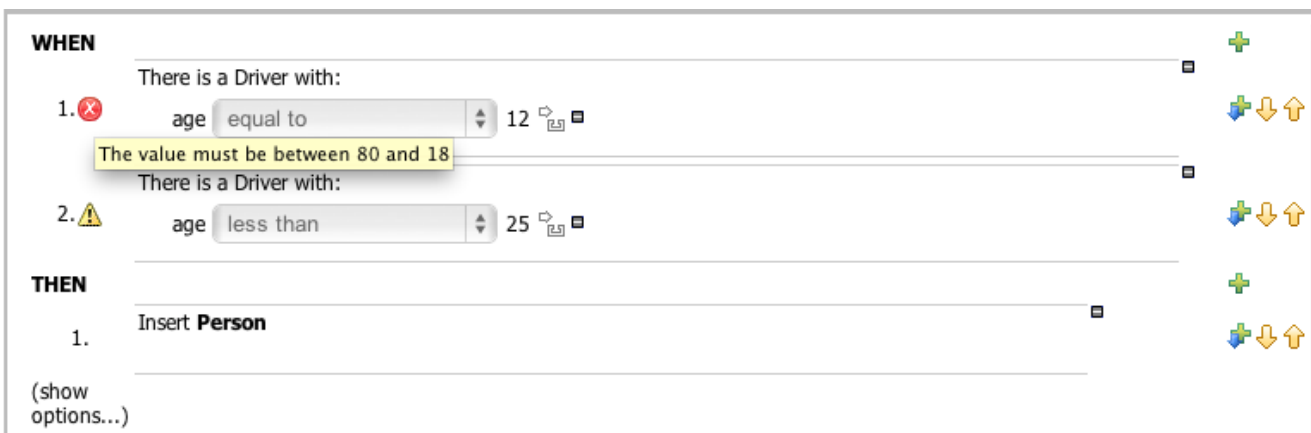 WHEN
There is a Driver with:
1. age equal to 12
The value must be between 80 and 18
There is a Driver with:
2. age less than 25
THEN
Insert Person
1.
(show
options...)